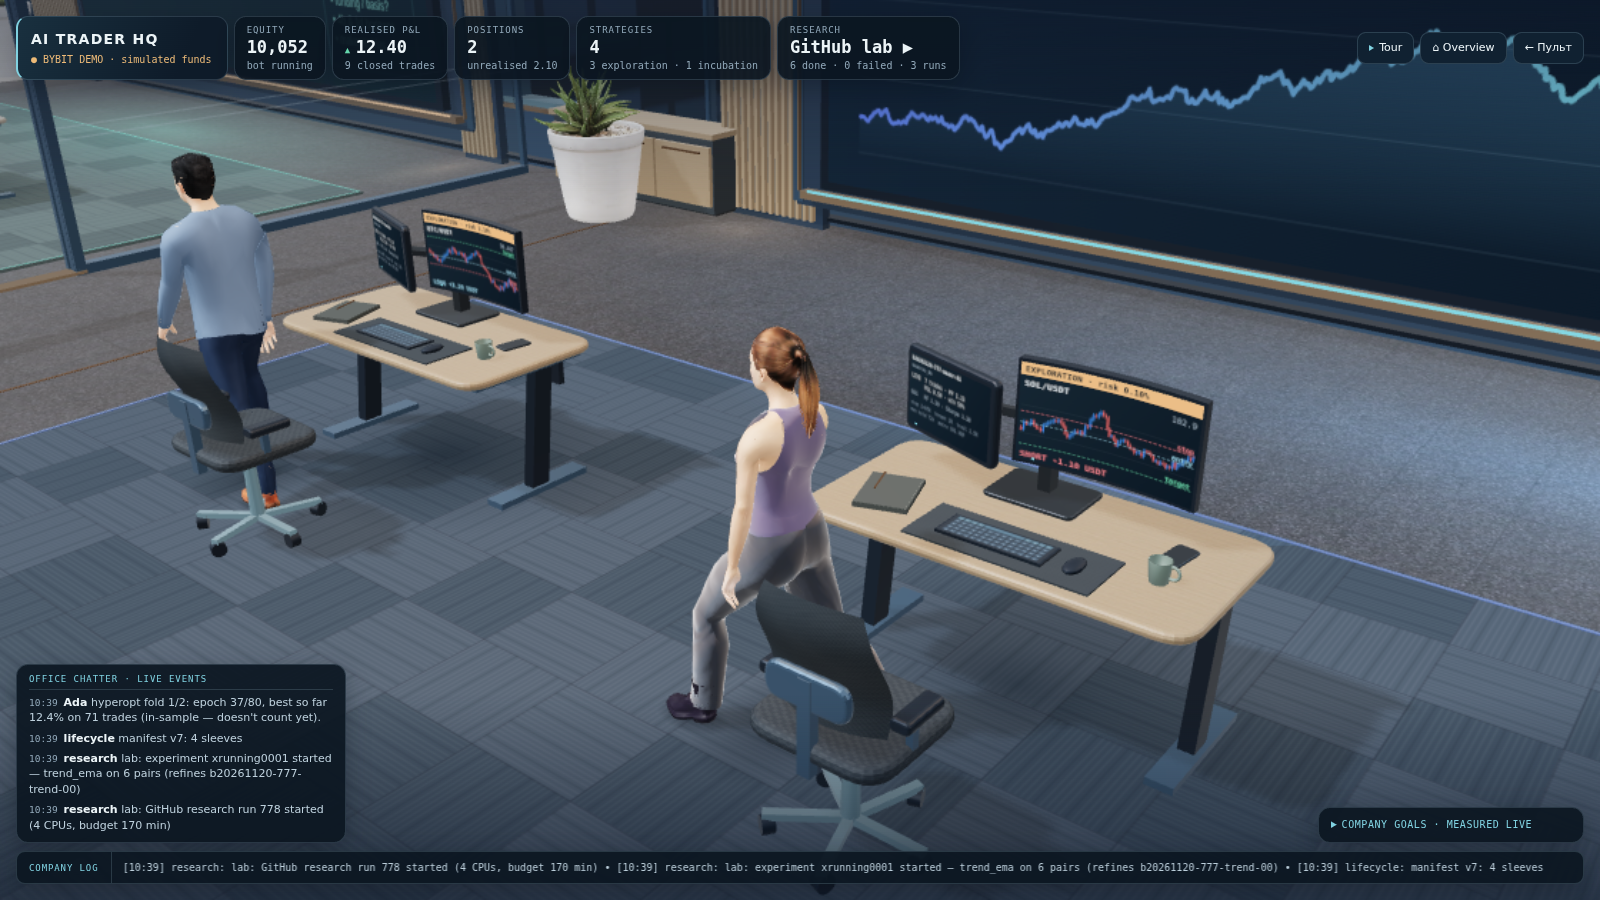 AI TRADER HQ
● BYBIT DEMO · simulated funds
EQUITY
10,052
bot running
REALISED P&L
▲ 12.40
9 closed trades
POSITIONS
2
unrealised 2.10
STRATEGIES
4
3 exploration · 1 incubation
RESEARCH
GitHub lab ▶
6 done · 0 failed · 3 runs
▶ Tour
⌂ Overview
← Пульт
EXPLORATION · risk
EXPLORATION · risk 0.10%
SOL/USDT
Stop
SHORT -1.10 USDT
Target
OFFICE CHATTER · LIVE EVENTS
10:39 Ada hyperopt fold 1/2: epoch 37/80, best so far
12.4% on 71 trades (in-sample — doesn't count yet).
10:39 lifecycle manifest v7: 4 sleeves
10:39 research lab: experiment xrunning0001 started
— trend_ema on 6 pairs (refines b20261120-777-
trend-00)
10:39 research lab: GitHub research run 778 started
(4 CPUs, budget 170 min)
▶ COMPANY GOALS · MEASURED LIVE
COMPANY LOG
[10:39] research: lab: GitHub research run 778 started (4 CPUs, budget 170 min) • [10:39] research: lab: experiment xrunning0001 started — trend_ema on 6 pairs (refines b20261120-777-trend-00) • [10:39] lifecycle: manifest v7: 4 sleeves